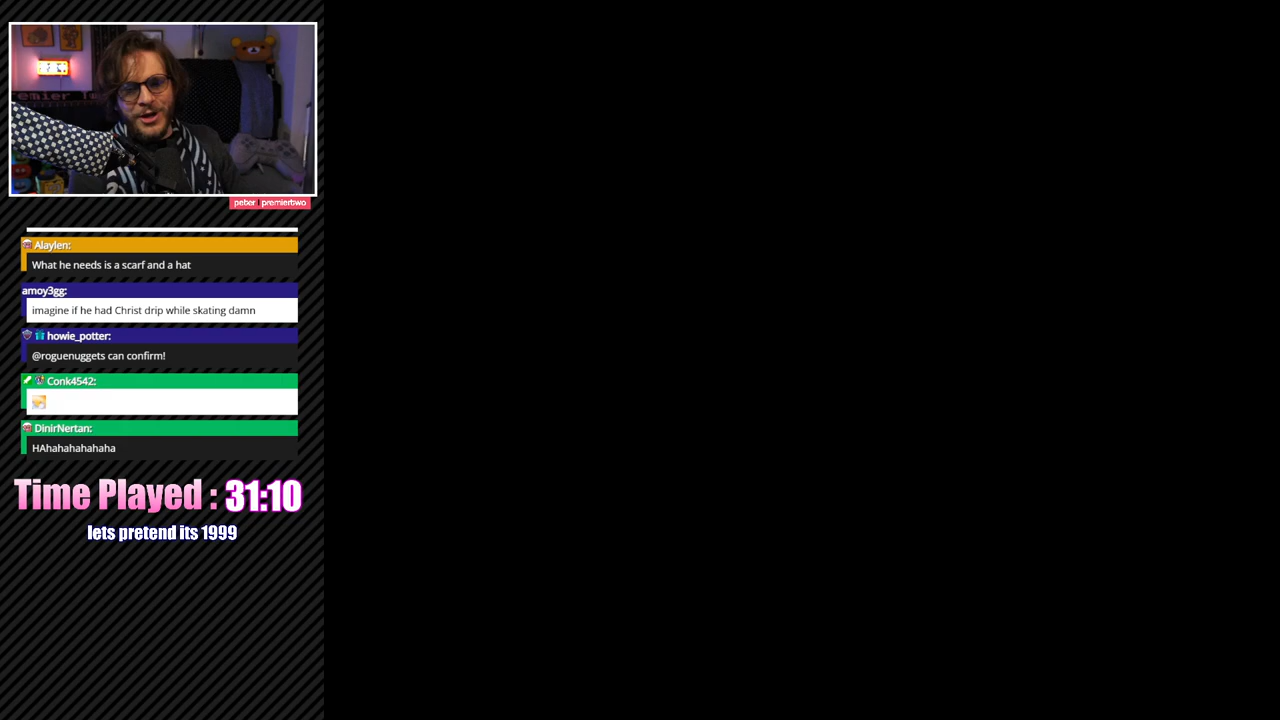 peter | premiertwo
Alaylen:
What he needs is a scarf and a hat
amoy3gg:
imagine if he had Christ drip while skating damn
howie_potter:
@roguenuggets can confirm!
Conk4542:
DinirNertan:
HAhahahahahaha
Time Played : 31:10
lets pretend its 1999